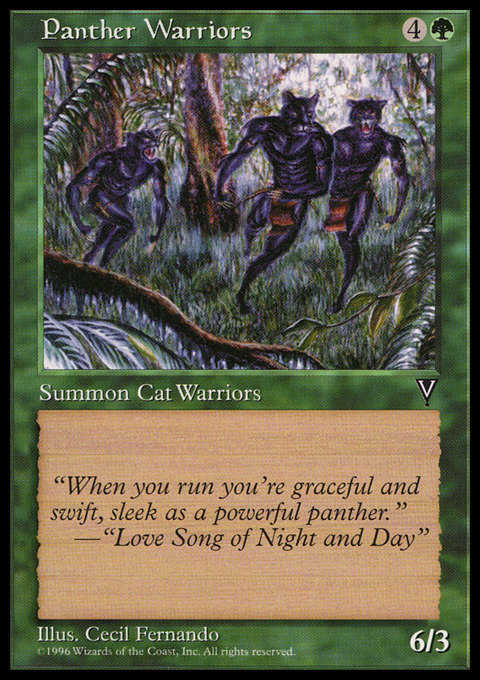 Panther Warriors 4
Summon Cat Warriors
“When you run you’re graceful and
swift, sleek as a powerful panther.”
—“Love Song of Night and Day”
Illus. Cecil Fernando
6/3
©1996 Wizards of the Coast, Inc. All rights reserved.